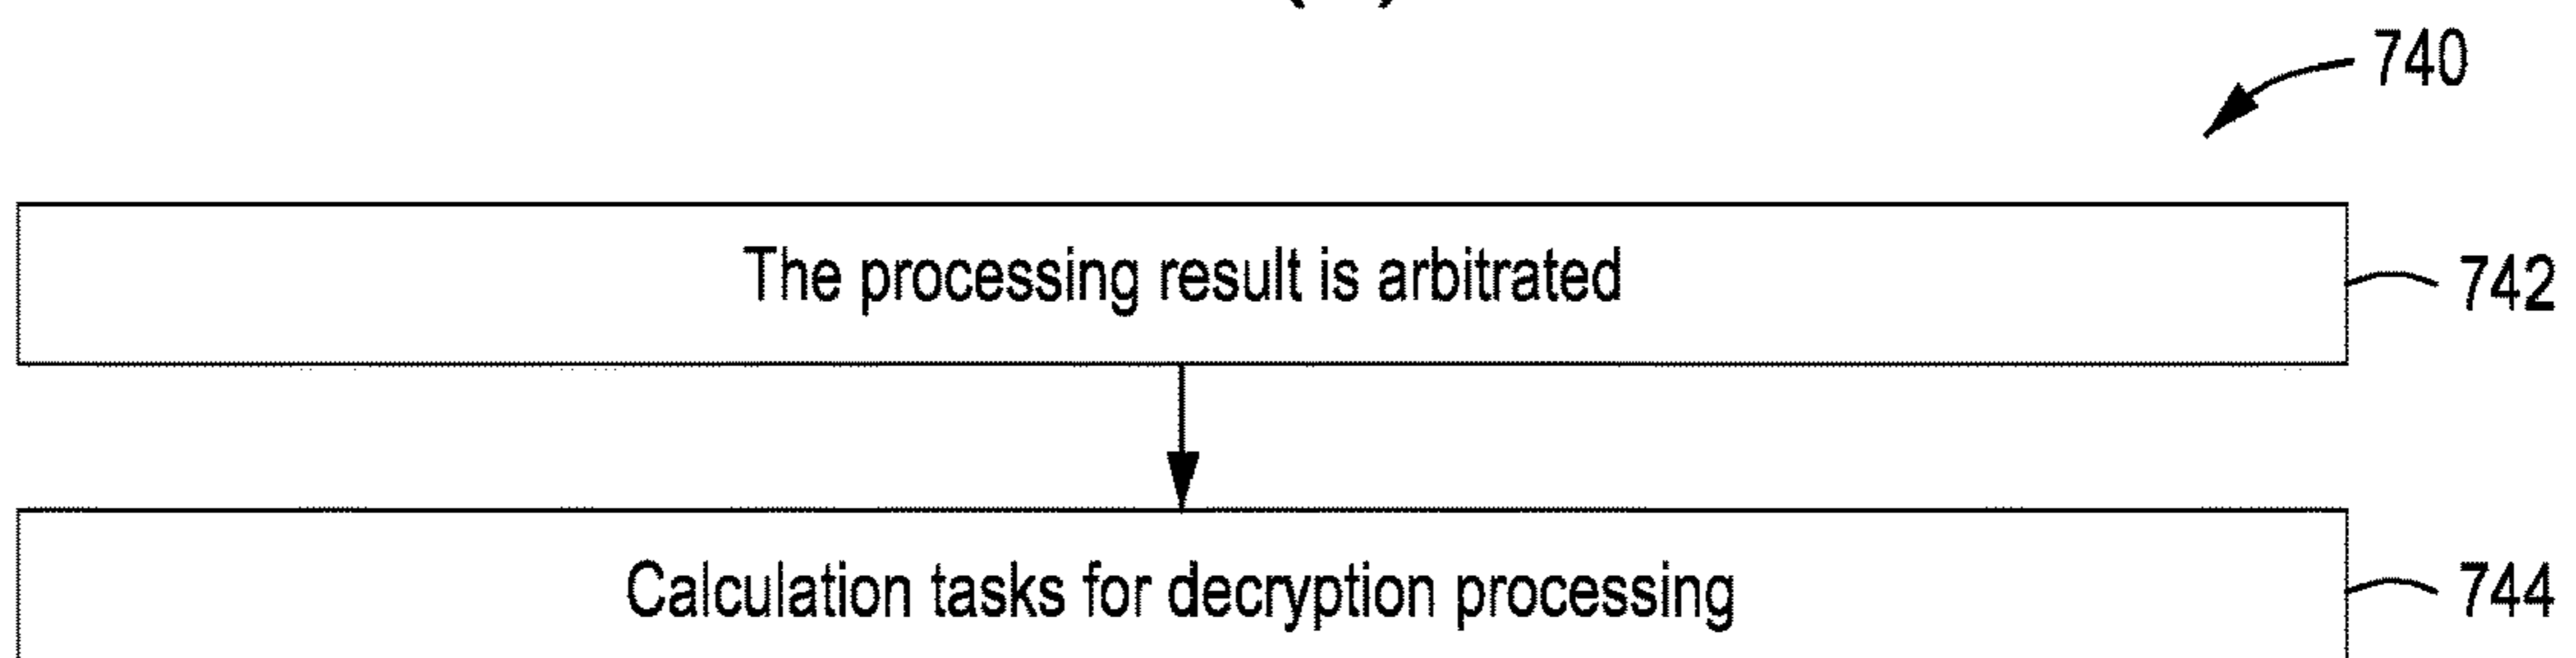 740
The processing result is arbitrated
742
Calculation tasks for decryption processing
744